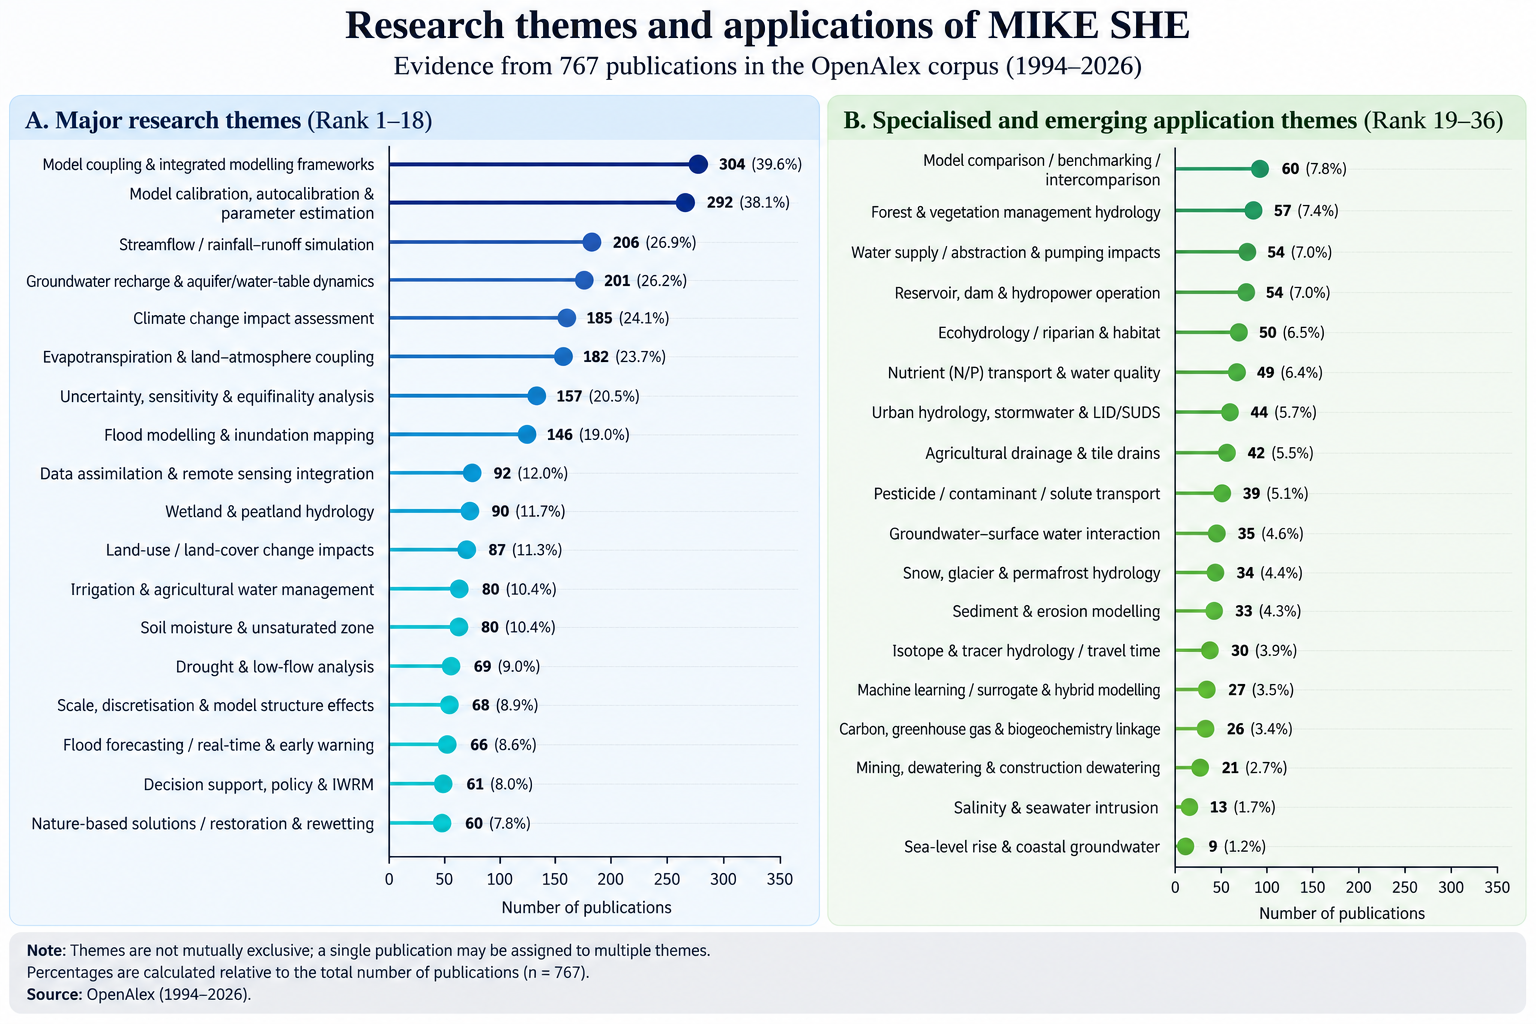 Research themes and applications of MIKE SHE
Evidence from 767 publications in the OpenAlex corpus (1994–2026)
A. Major research themes (Rank 1–18)
Model coupling & integrated modelling frameworks 304 (39.6%)
Model calibration, autocalibration &
parameter estimation 292 (38.1%)
Streamflow / rainfall–runoff simulation 206 (26.9%)
Groundwater recharge & aquifer/water-table dynamics 201 (26.2%)
Climate change impact assessment 185 (24.1%)
Evapotranspiration & land–atmosphere coupling 182 (23.7%)
Uncertainty, sensitivity & equifinality analysis 157 (20.5%)
Flood modelling & inundation mapping 146 (19.0%)
Data assimilation & remote sensing integration 92 (12.0%)
Wetland & peatland hydrology 90 (11.7%)
Land-use / land-cover change impacts 87 (11.3%)
Irrigation & agricultural water management 80 (10.4%)
Soil moisture & unsaturated zone 80 (10.4%)
Drought & low-flow analysis 69 (9.0%)
Scale, discretisation & model structure effects 68 (8.9%)
Flood forecasting / real-time & early warning 66 (8.6%)
Decision support, policy & IWRM 61 (8.0%)
Nature-based solutions / restoration & rewetting 60 (7.8%)
0 50 100 150 200 250 300 350
Number of publications
B. Specialised and emerging application themes (Rank 19–36)
Model comparison / benchmarking /
intercomparison 60 (7.8%)
Forest & vegetation management hydrology 57 (7.4%)
Water supply / abstraction & pumping impacts 54 (7.0%)
Reservoir, dam & hydropower operation 54 (7.0%)
Ecohydrology / riparian & habitat 50 (6.5%)
Nutrient (N/P) transport & water quality 49 (6.4%)
Urban hydrology, stormwater & LID/SUDS 44 (5.7%)
Agricultural drainage & tile drains 42 (5.5%)
Pesticide / contaminant / solute transport 39 (5.1%)
Groundwater–surface water interaction 35 (4.6%)
Snow, glacier & permafrost hydrology 34 (4.4%)
Sediment & erosion modelling 33 (4.3%)
Isotope & tracer hydrology / travel time 30 (3.9%)
Machine learning / surrogate & hybrid modelling 27 (3.5%)
Carbon, greenhouse gas & biogeochemistry linkage 26 (3.4%)
Mining, dewatering & construction dewatering 21 (2.7%)
Salinity & seawater intrusion 13 (1.7%)
Sea-level rise & coastal groundwater 9 (1.2%)
0 50 100 150 200 250 300 350
Number of publications
Note: Themes are not mutually exclusive; a single publication may be assigned to multiple themes.
Percentages are calculated relative to the total number of publications (n = 767).
Source: OpenAlex (1994–2026).